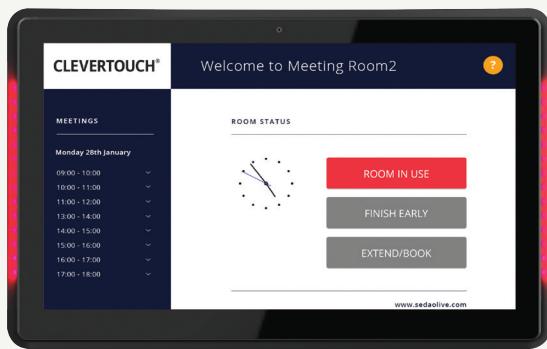 CLEVERTOUCH®
Welcome to Meeting Room2
?
MEETINGS
Monday 28th January
09:00 - 10:00
10:00 - 11:00
11:00 - 12:00
13:00 - 14:00
14:00 - 15:00
15:00 - 16:00
16:00 - 17:00
17:00 - 18:00
ROOM STATUS
ROOM IN USE
FINISH EARLY
EXTEND/BOOK
www.sedaolive.com